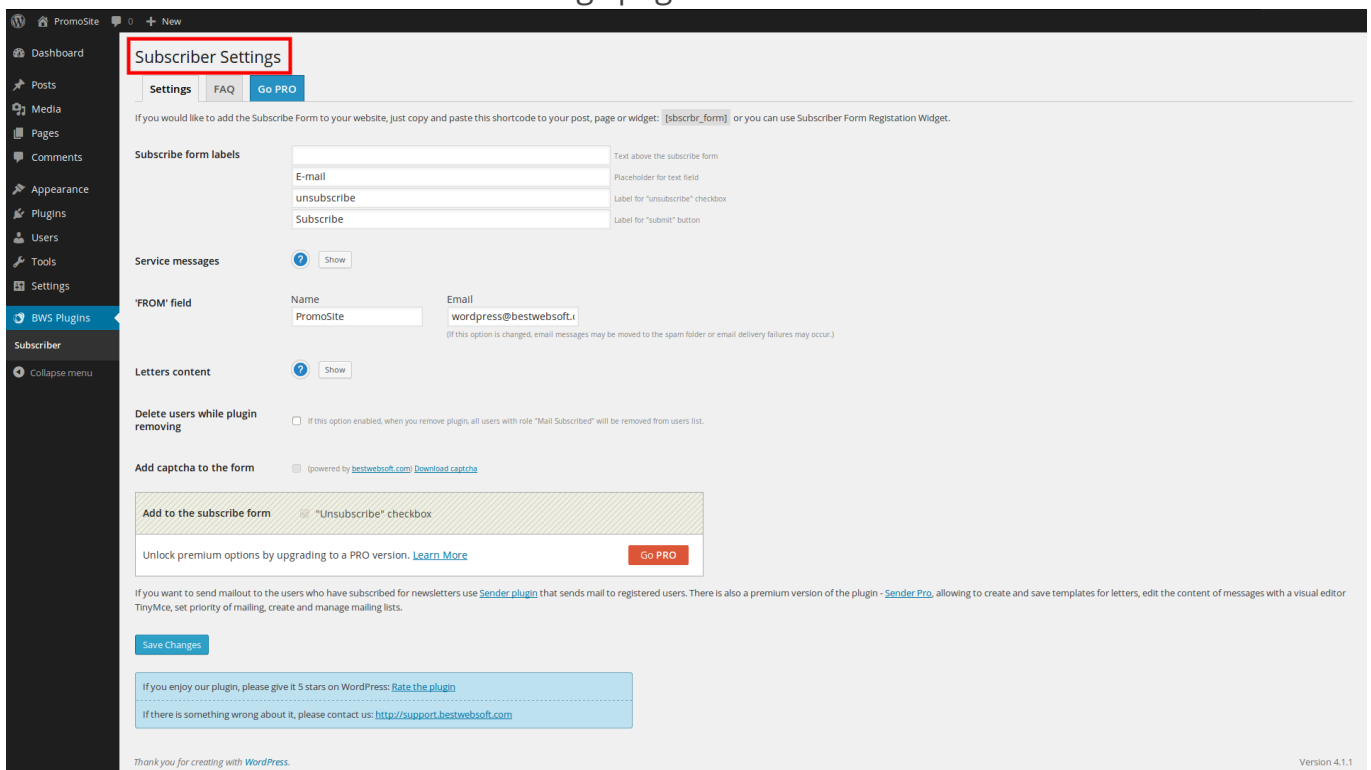 PromoSite 0 + New
Dashboard
Posts
Media
Pages
Comments
Appearance
Plugins
Users
Tools
Settings
BWS Plugins
Subscriber
Collapse menu
Subscriber Settings
Settings FAQ Go PRO
If you would like to add the Subscribe Form to your website, just copy and paste this shortcode to your post, page or widget: [sbscrbr_form] or you can use Subscriber Form Registation Widget.
Subscribe form labels
Text above the subscribe form
E-mail Placeholder for text field
unsubscribe Label for "unsubscribe" checkbox
Subscribe Label for "submit" button
Service messages ? Show
'FROM' field Name Email
PromoSite wordpress@bestwebsoft.
(If this option is changed, email messages may be moved to the spam folder or email delivery failures may occur.)
Letters content ? Show
Delete users while plugin
removing
If this option enabled, when you remove plugin, all users with role "Mail Subscribed" will be removed from users list.
Add captcha to the form (powered by bestwebsoft.com) Download captcha
Add to the subscribe form "Unsubscribe" checkbox
Unlock premium options by upgrading to a PRO version. Learn More Go PRO
If you want to send mailout to the users who have subscribed for newsletters use Sender plugin that sends mail to registered users. There is also a premium version of the plugin - Sender Pro, allowing to create and save templates for letters, edit the content of messages with a visual editor
TinyMce, set priority of mailing, create and manage mailing lists.
Save Changes
If you enjoy our plugin, please give it 5 stars on WordPress: Rate the plugin
If there is something wrong about it, please contact us: http://support.bestwebsoft.com
Thank you for creating with WordPress. Version 4.1.1